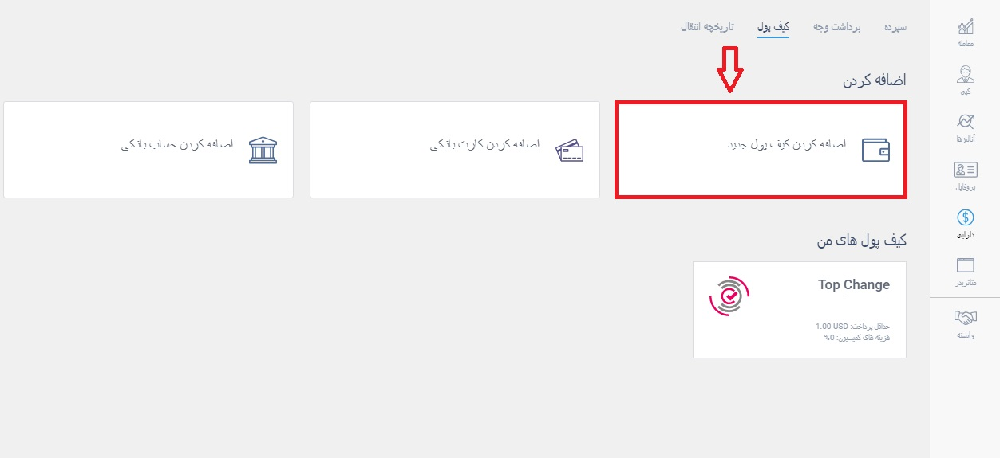 سپرده
برداشت وجه
کیف پول
تاریخچه انتقال
اضافه کردن
اضافه کردن کیف پول جدید
اضافه کردن کارت بانکی
اضافه کردن حساب بانکی
کیف پول های من
Top Change
حداقل پرداخت: 1.00 USD
هزینه های کمیسیون: 0%
معامله
کپی
آنالیزها
پروفایل
دارایی
متاتریدر
وابسته